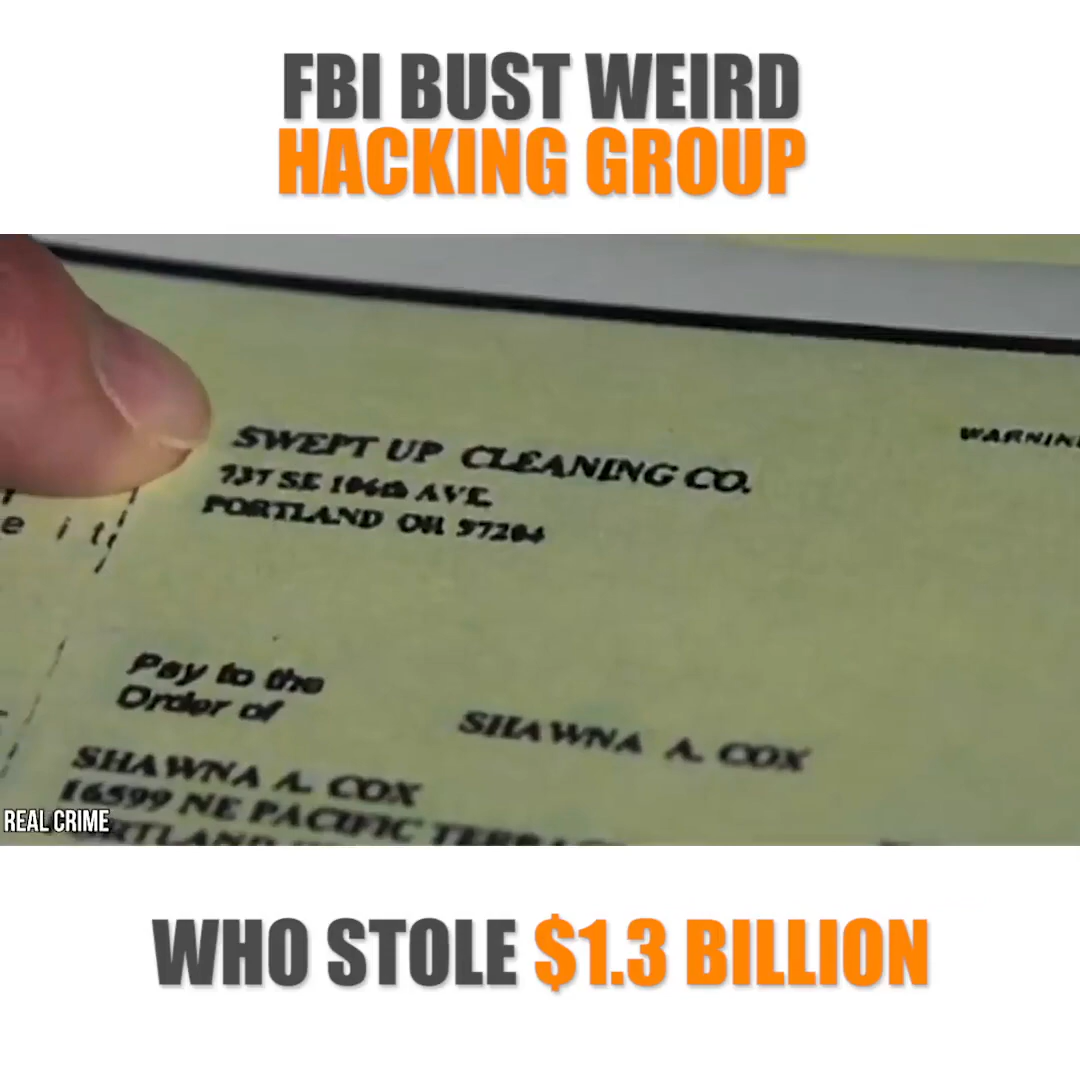 FBI BUST WEIRD
HACKING GROUP
SWEPT UP CLEANING CO.
737 SE 106th AVE.
PORTLAND OR 97204
Pay to the
Order of
SHAWNA A. COX
SHAWNA A. COX
16599 NE PACIFIC
REAL CRIME
WHO STOLE $1.3 BILLION